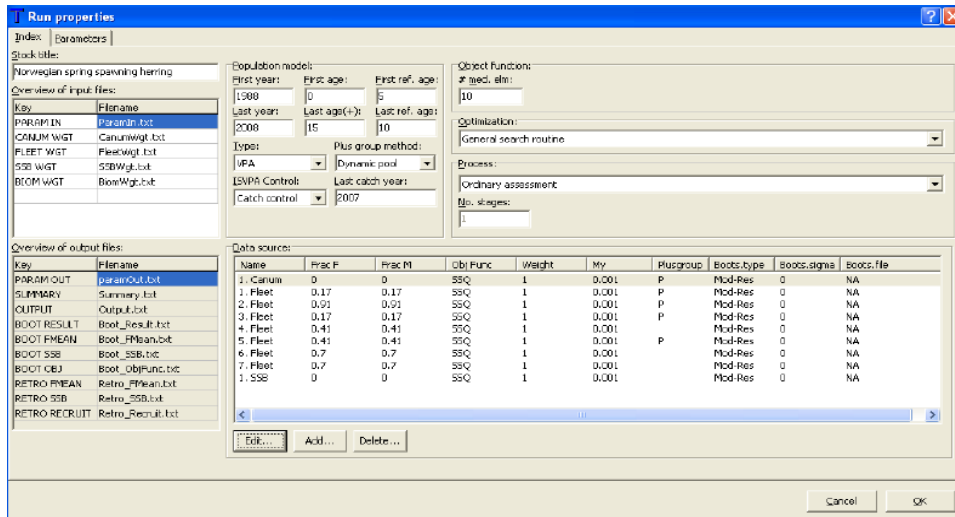 Run properties
Index Parameters
Stock title:
Norwegian spring spawning herring
Overview of input files:
Key Filename
PARAM IN ParamIn.txt
CANUM WGT CanumWgt.txt
FLEET WGT FleetWgt.txt
SSB WGT SSBWgt.txt
BIOM WGT BiomWgt.txt
Population model:
First year: First age: First ref. age:
1988 0 5
Last year: Last age(+): Last ref. age:
2008 15 10
Type: Plus group method:
VPA Dynamic pool
ISVPA Control: Last catch year:
Catch control 2007
Object function:
# med. elm:
10
Optimization:
General search routine
Process:
Ordinary assessment
No. stages:
1
Overview of output files:
Key Filename
PARAM OUT paramOut.txt
SUMMARY Summary.txt
OUTPUT Output.txt
BOOT RESULT Boot_Result.txt
BOOT FMEAN Boot_FMean.txt
BOOT SSB Boot_SSB.txt
BOOT OBJ Boot_ObjFunc.txt
RETRO FMEAN Retro_FMean.txt
RETRO SSB Retro_SSB.txt
RETRO RECRUIT Retro_Recruit.txt
Data source:
Name Frac F Frac M Obj Func Weight My Plusgroup Boots.type Boots.sigma Boots.file
1. Canum 0 0 SSQ 1 0.001 P Mod-Res 0 NA
1. Fleet 0.17 0.17 SSQ 1 0.001 P Mod-Res 0 NA
2. Fleet 0.91 0.91 SSQ 1 0.001 P Mod-Res 0 NA
3. Fleet 0.17 0.17 SSQ 1 0.001 P Mod-Res 0 NA
4. Fleet 0.41 0.41 SSQ 1 0.001 Mod-Res 0 NA
5. Fleet 0.41 0.41 SSQ 1 0.001 P Mod-Res 0 NA
6. Fleet 0.7 0.7 SSQ 1 0.001 Mod-Res 0 NA
7. Fleet 0.7 0.7 SSQ 1 0.001 Mod-Res 0 NA
1. SSB 0 0 SSQ 1 0.001 Mod-Res 0 NA
Edit... Add... Delete...
Cancel OK